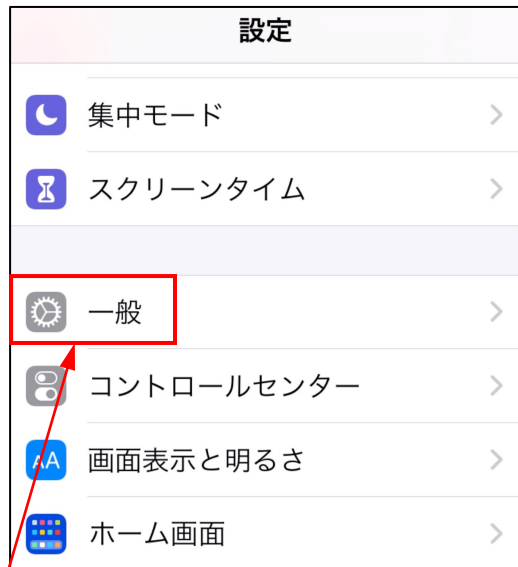 設定
集中モード
スクリーンタイム
一般
コントロールセンター
AA 画面表示と明るさ
ホーム画面